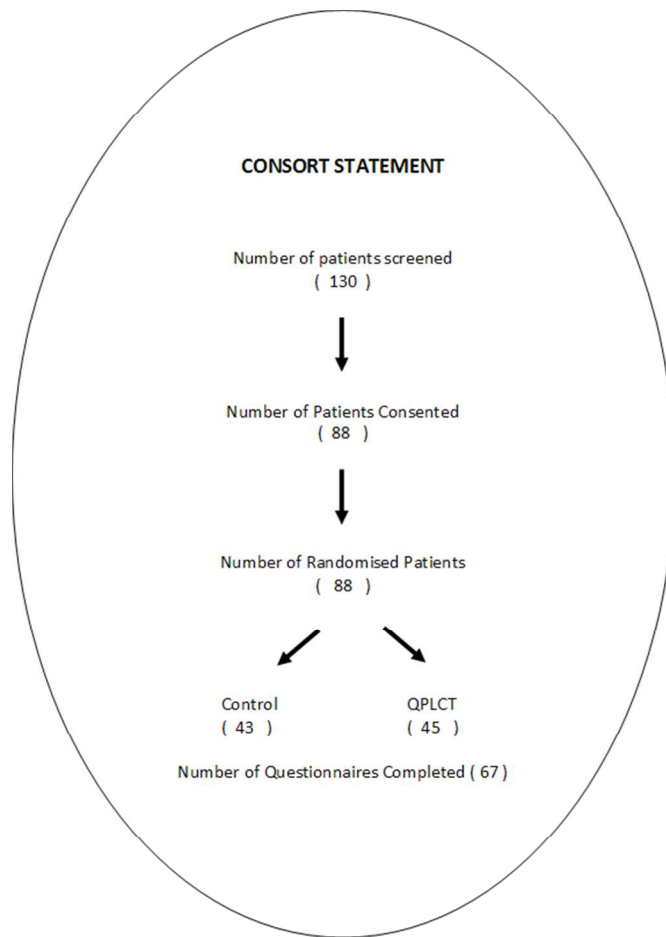 CONSORT STATEMENT
Number of patients screened
( 130 )
Number of Patients Consented
( 88 )
Number of Randomised Patients
( 88 )
Control QPLCT
( 43 ) ( 45 )
Number of Questionnaires Completed ( 67 )